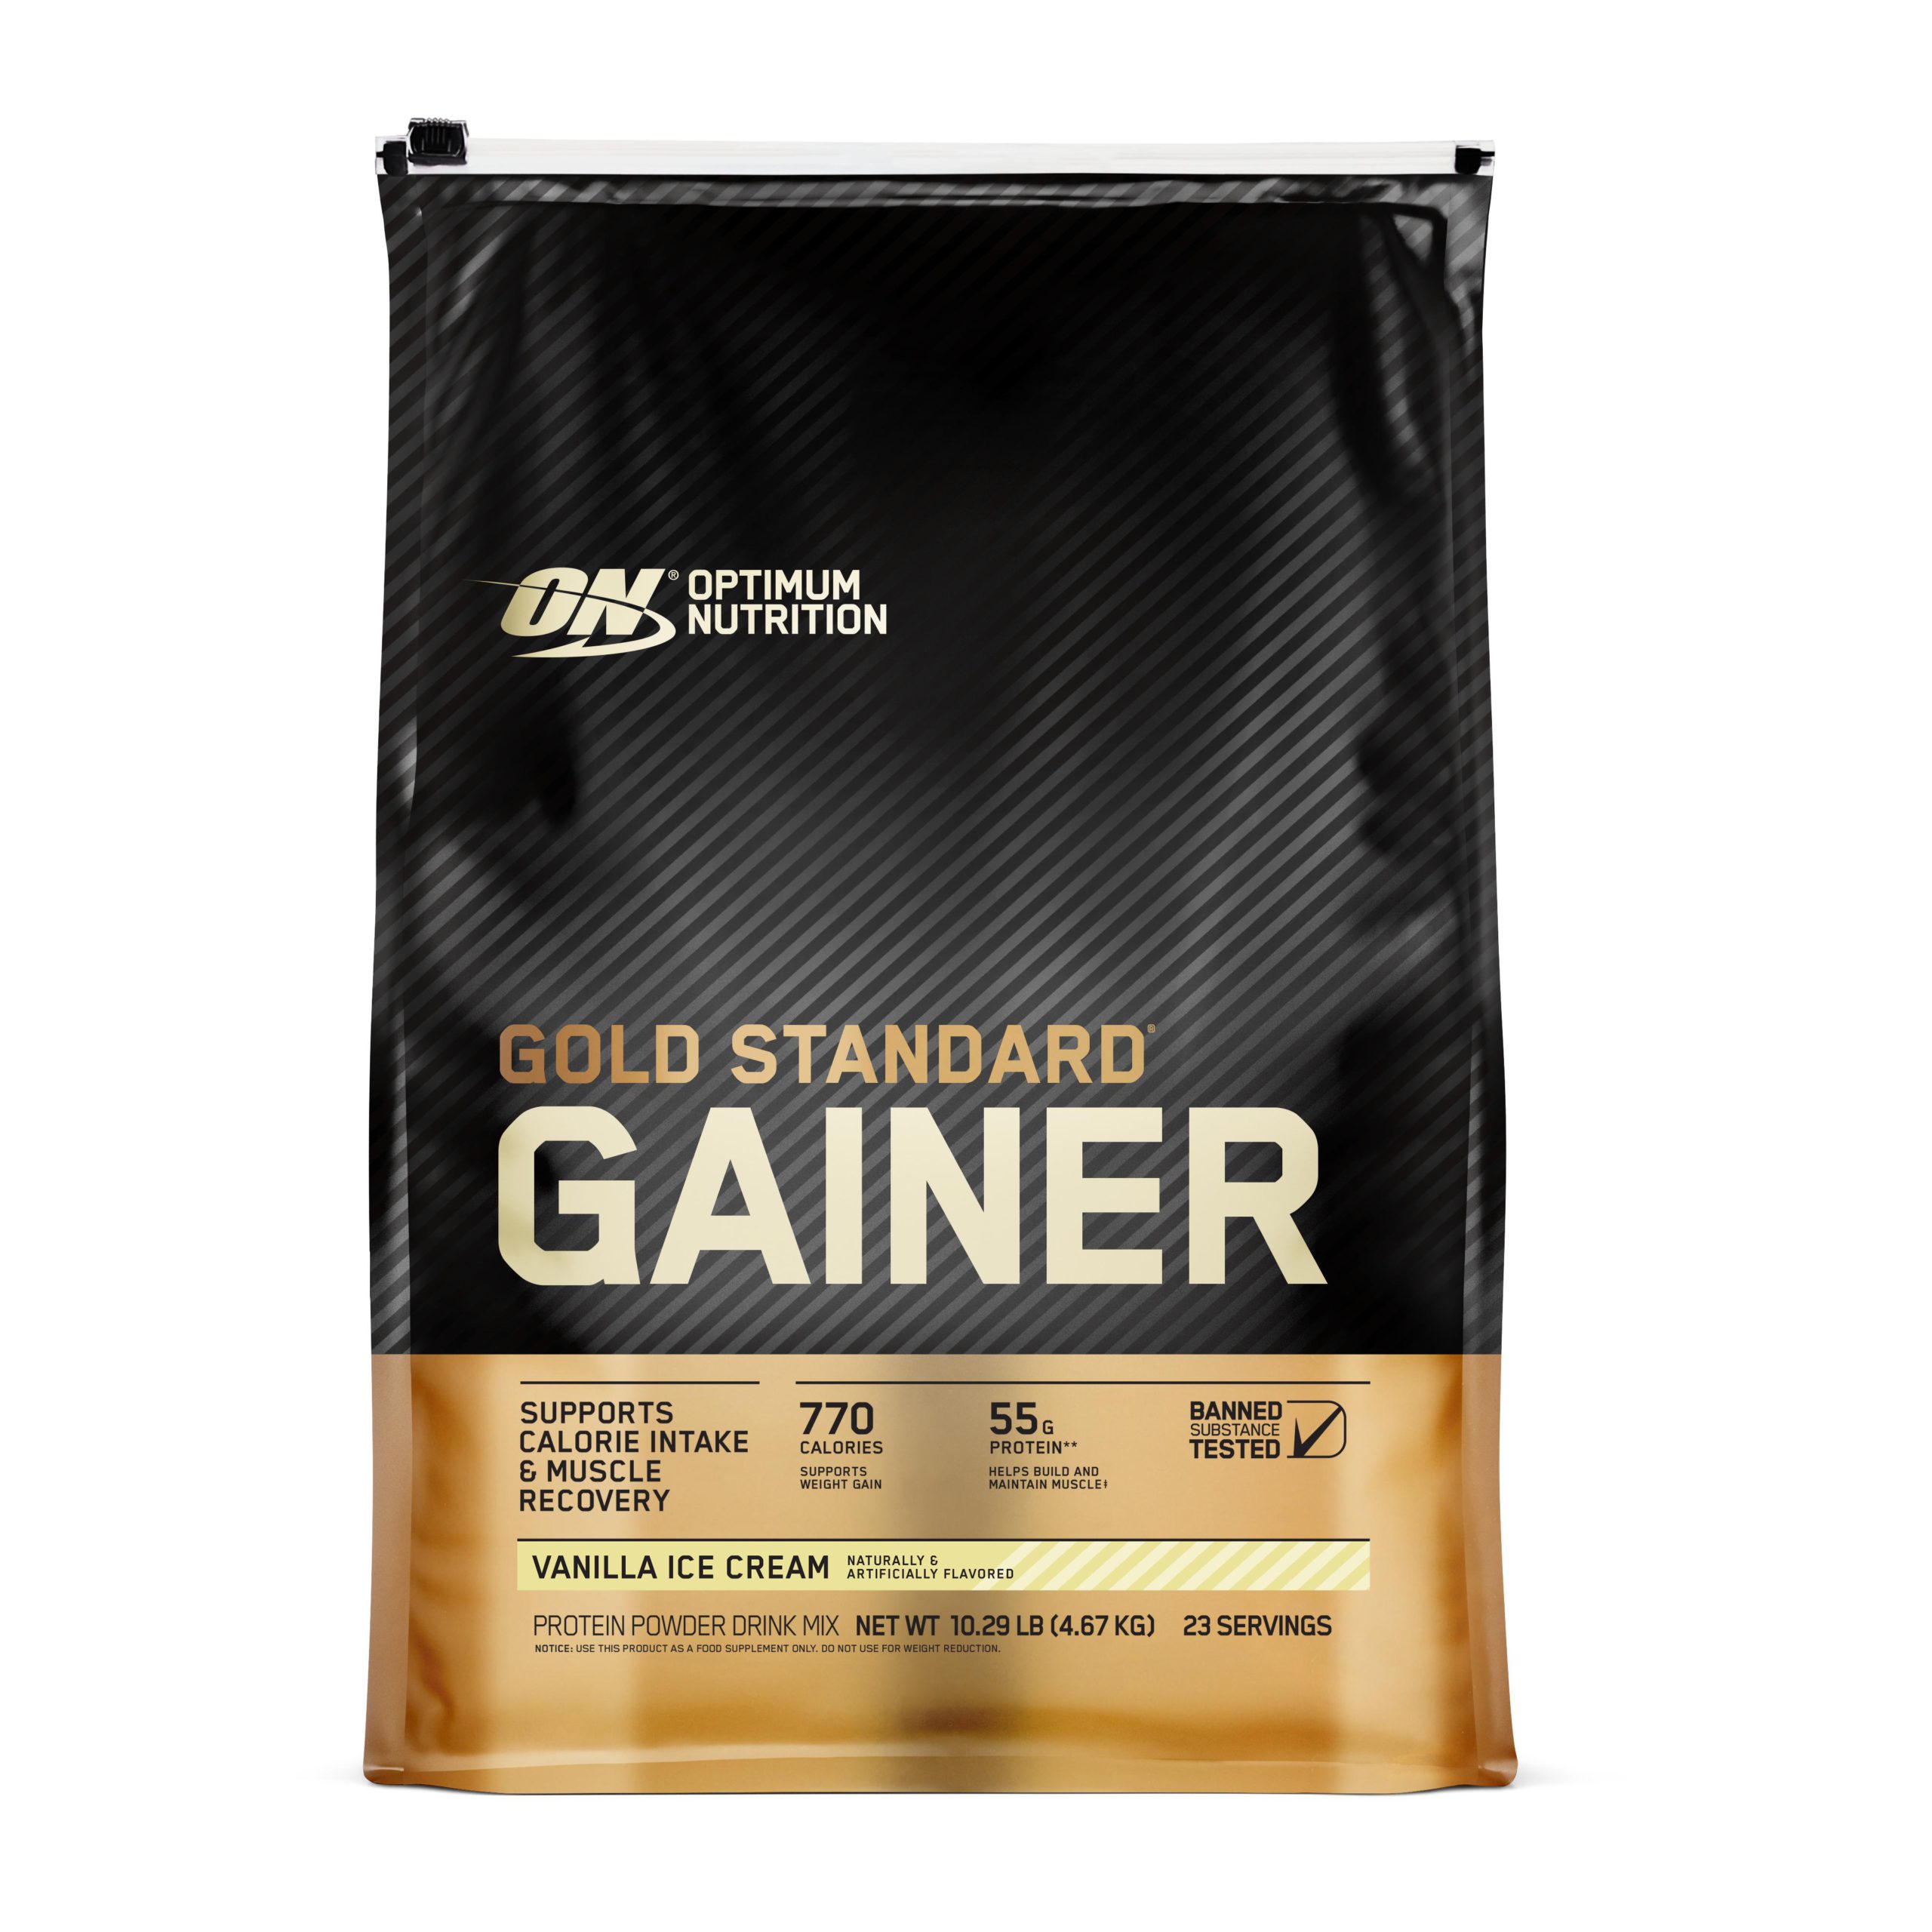 ON® OPTIMUM
NUTRITION
GOLD STANDARD®
GAINER
SUPPORTS
CALORIE INTAKE
& MUSCLE
RECOVERY
770
CALORIES
SUPPORTS
WEIGHT GAIN
55G
PROTEIN**
HELPS BUILD AND
MAINTAIN MUSCLE‡
BANNED
SUBSTANCE
TESTED
VANILLA ICE CREAM
NATURALLY &
ARTIFICIALLY FLAVORED
PROTEIN POWDER DRINK MIX NET WT 10.29 LB (4.67 KG) 23 SERVINGS
NOTICE: USE THIS PRODUCT AS A FOOD SUPPLEMENT ONLY. DO NOT USE FOR WEIGHT REDUCTION.